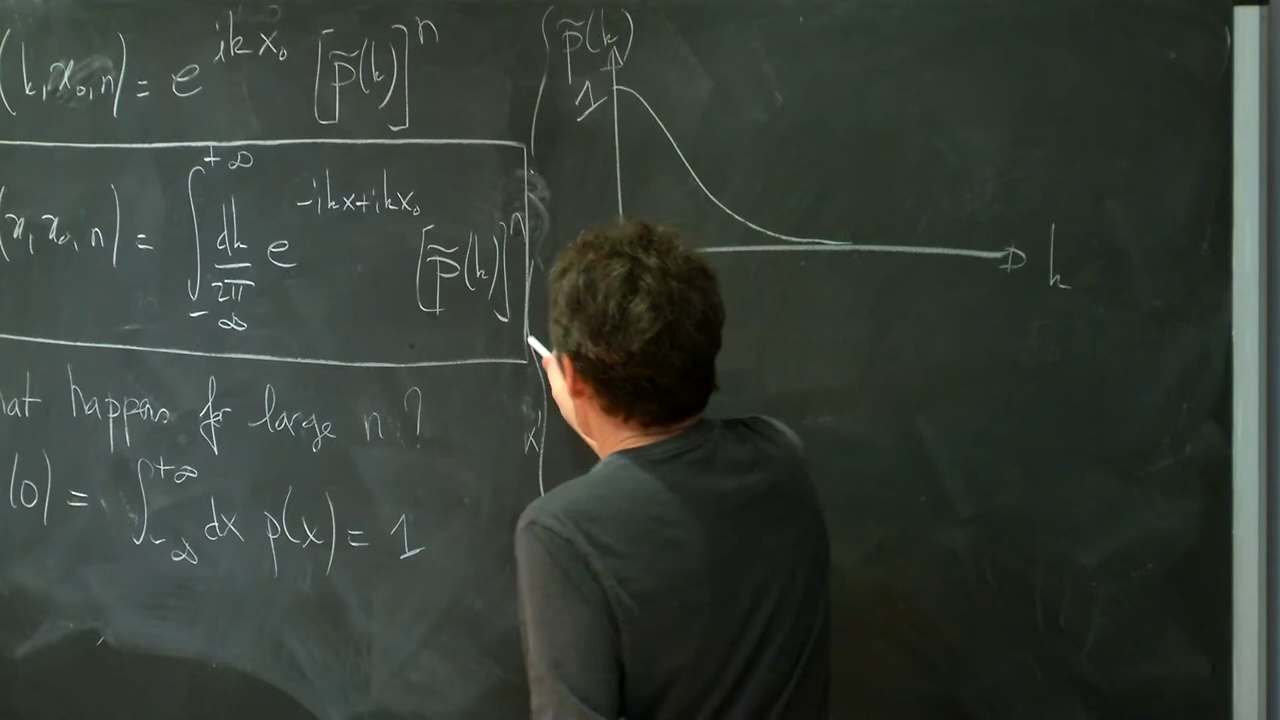 (k,x₀,n) = e^{ikx₀} [p̃(k)]^n
(x,x₀,n) = ∫_{-∞}^{+∞} dk/2π e^{-ikx+ikx₀} [p̃(k)]^n
hat happens for large n ?
(0) = ∫_{-∞}^{+∞} dx p(x) = 1
p̃(k)
1
k